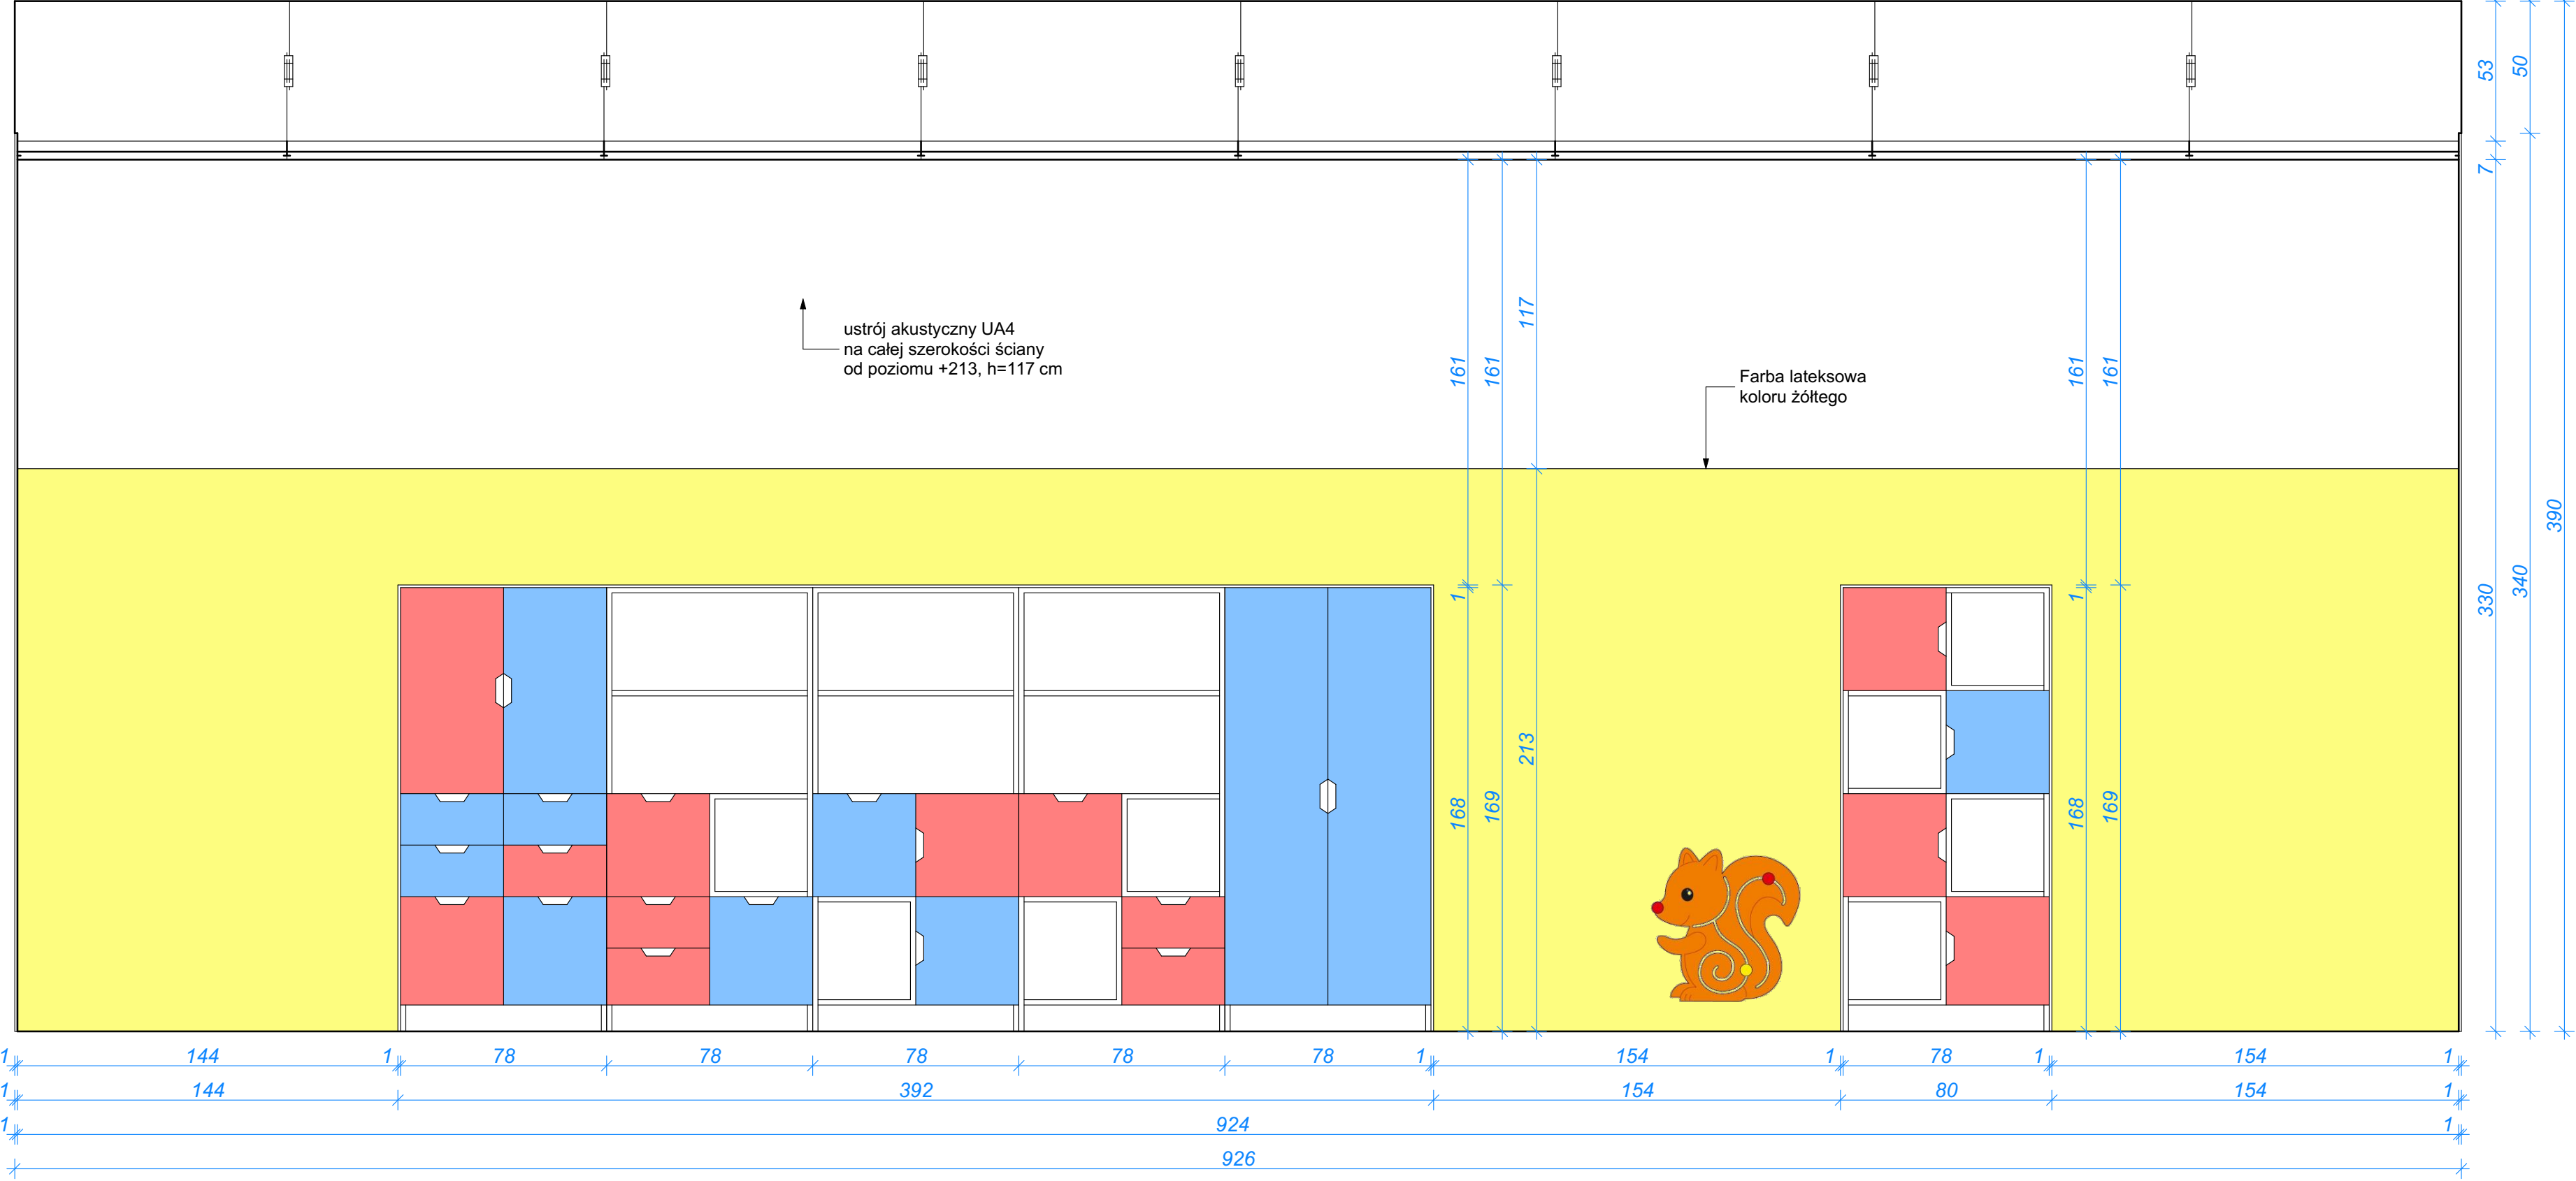 53
50
7
ustrój akustyczny UA4
na całej szerokości ściany
od poziomu +213, h=117 cm
117
161
161
161
161
Farba lateksowa
koloru żółtego
390
340
330
1
1
213
168
169
168
169
1 144 1 78 78 78 78 78 1 154 1 78 1 154 1
1 144 392 154 80 154 1
1 924 1
926